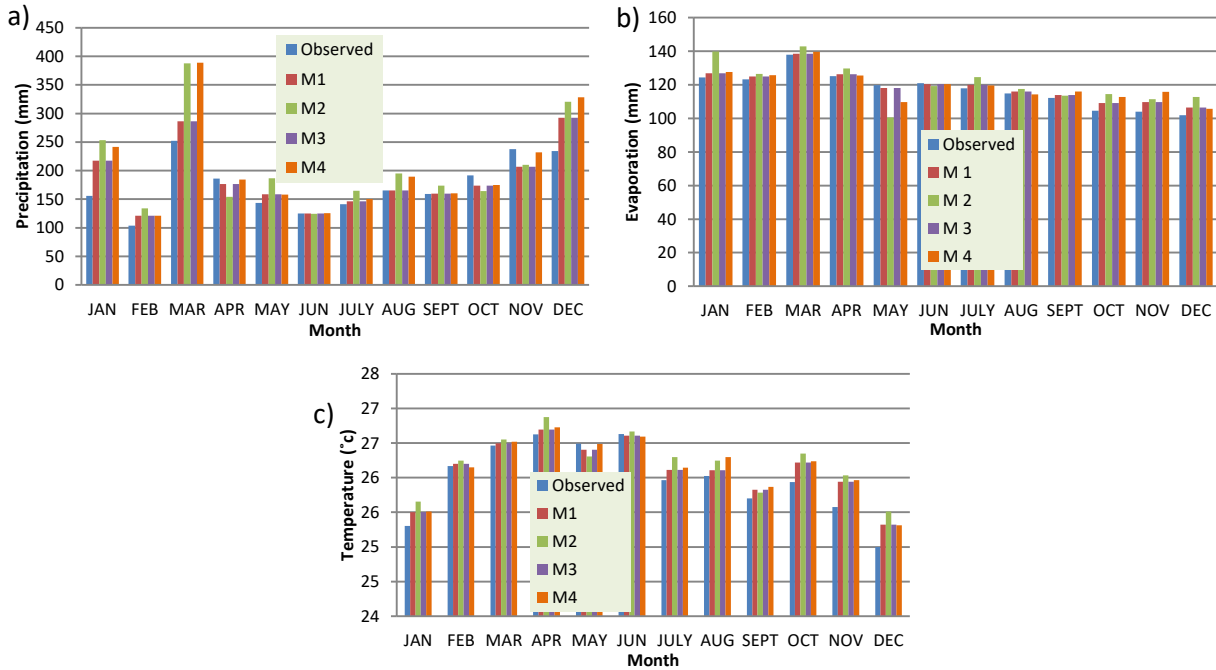 a)
Precipitation (mm)
450
400
350
300
250
200
150
100
50
0
Observed
M1
M2
M3
M4
JAN FEB MAR APR MAY JUN JULY AUG SEPT OCT NOV DEC
Month
b)
Evaporation (mm)
160
140
120
100
80
60
40
20
0
Observed
M 1
M 2
M 3
M 4
JAN FEB MAR APR MAY JUN JULY AUG SEPT OCT NOV DEC
Month
c)
Temperature (˚c)
28
27
27
26
26
25
25
24
Observed
M1
M2
M3
M4
JAN FEB MAR APR MAY JUN JULY AUG SEPT OCT NOV DEC
Month